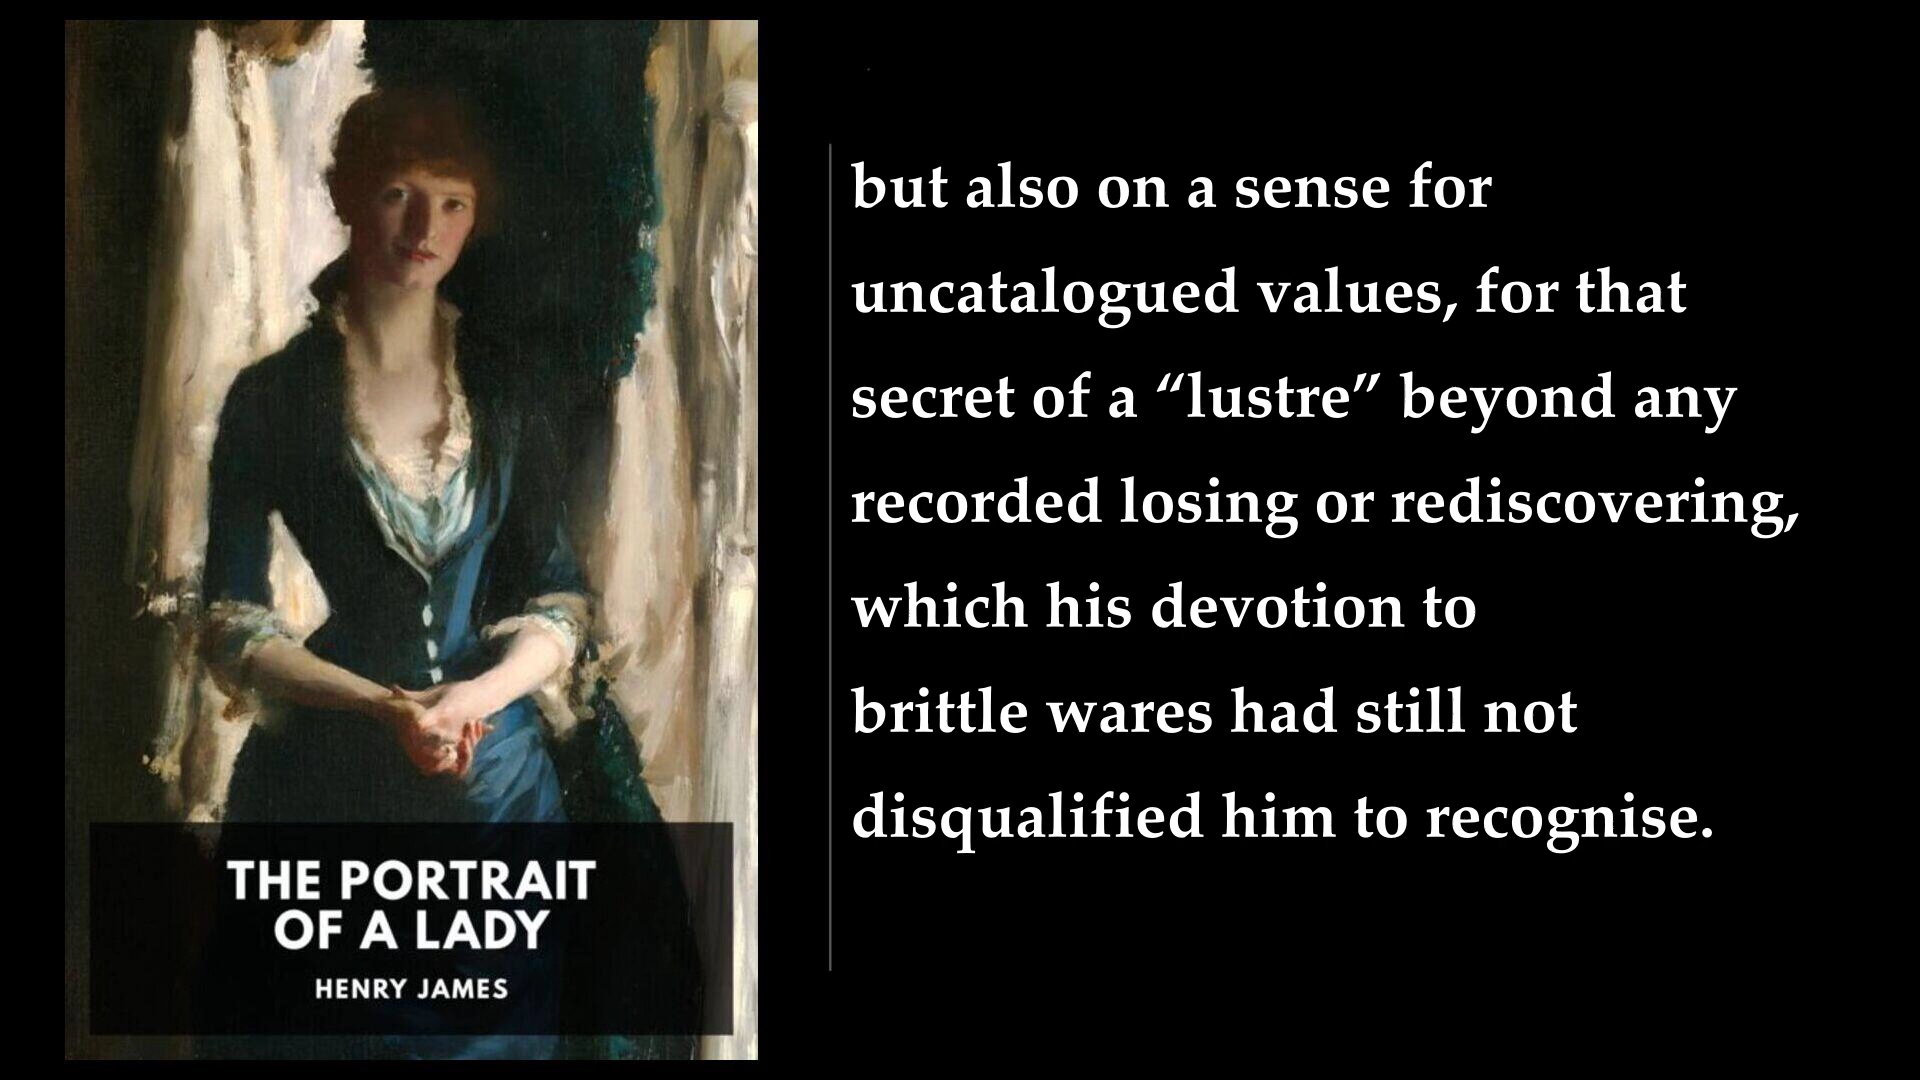 THE PORTRAIT
OF A LADY
HENRY JAMES
but also on a sense for
uncatalogued values, for that
secret of a “lustre” beyond any
recorded losing or rediscovering,
which his devotion to
brittle wares had still not
disqualified him to recognise.